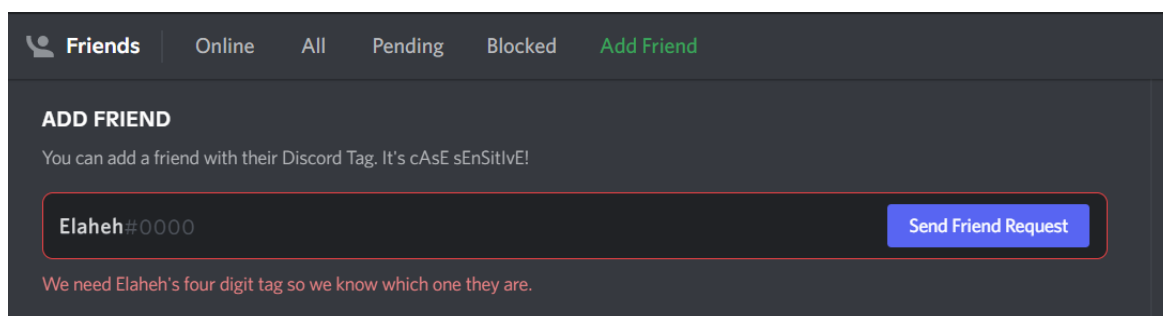 Friends Online All Pending Blocked Add Friend
ADD FRIEND
You can add a friend with their Discord Tag. It's cAsE sEnSitIvE!
Elaheh#0000 Send Friend Request
We need Elaheh's four digit tag so we know which one they are.